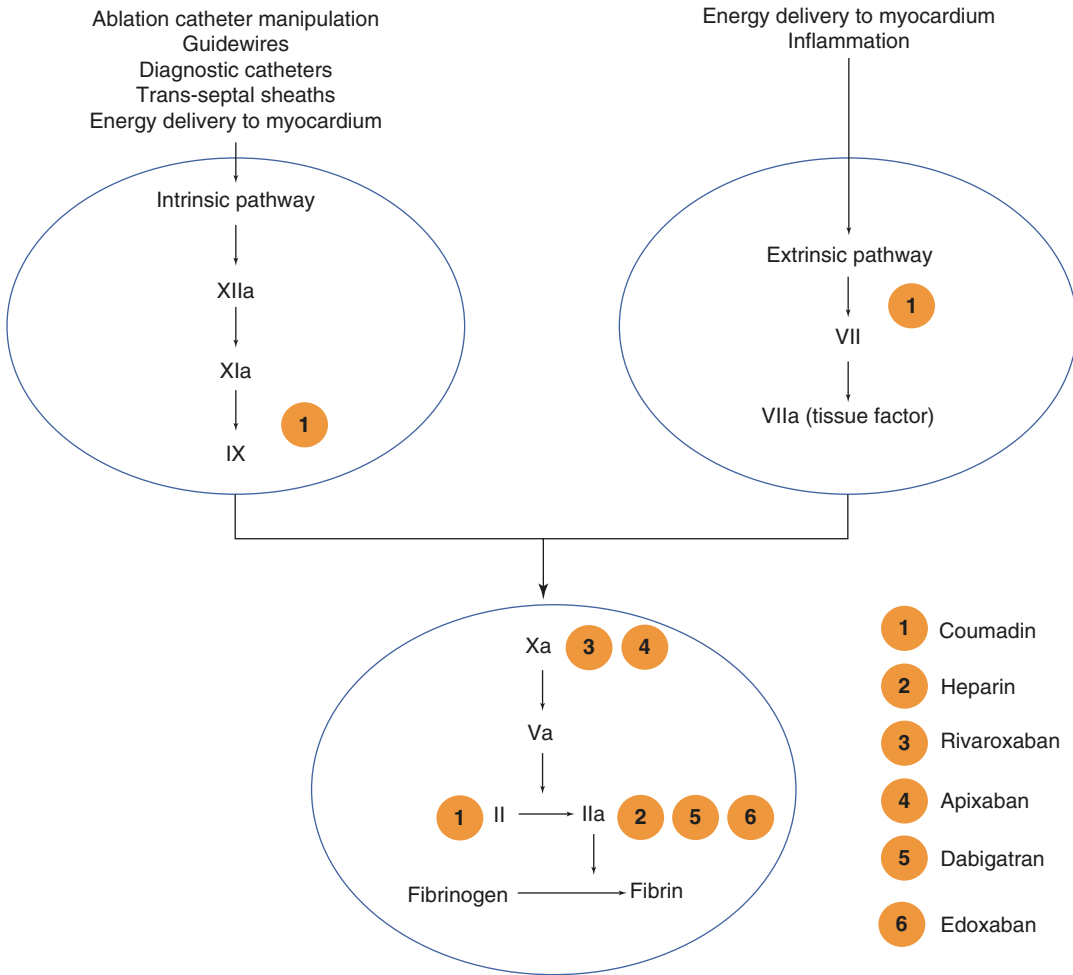 Ablation catheter manipulation
Guidewires
Diagnostic catheters
Trans-septal sheaths
Energy delivery to myocardium
Energy delivery to myocardium
Inflammation
Intrinsic pathway
XIIa
XIa
1
IX
Extrinsic pathway
1
VII
VIIa (tissue factor)
Xa 3 4
Va
1 II IIa 2 5 6
Fibrinogen Fibrin
1 Coumadin
2 Heparin
3 Rivaroxaban
4 Apixaban
5 Dabigatran
6 Edoxaban